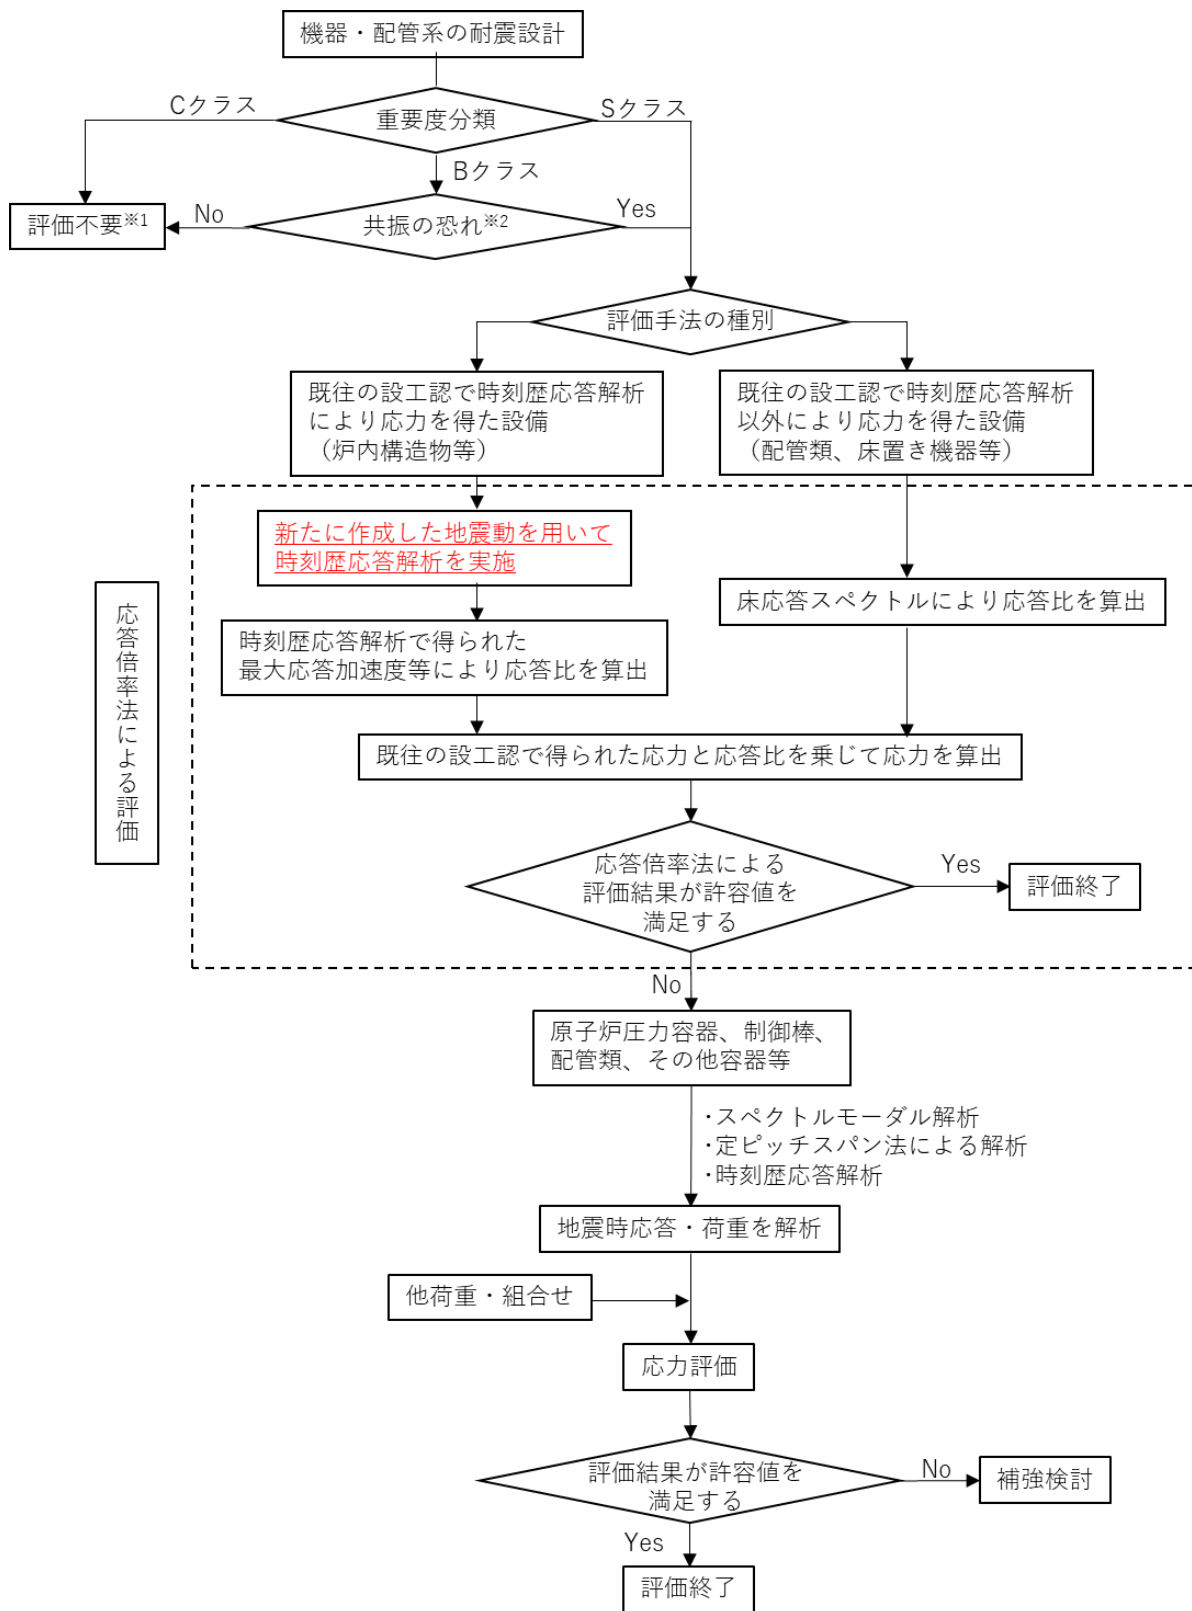 機器・配管系の耐震設計
Cクラス
重要度分類
Sクラス
Bクラス
評価不要※1
No
共振の恐れ※2
Yes
評価手法の種別
既往の設工認で時刻歴応答解析
により応力を得た設備
（炉内構造物等）
既往の設工認で時刻歴応答解析
以外により応力を得た設備
（配管類、床置き機器等）
応答倍率法による評価
新たに作成した地震動を用いて
時刻歴応答解析を実施
床応答スペクトルにより応答比を算出
時刻歴応答解析で得られた
最大応答加速度等により応答比を算出
既往の設工認で得られた応力と応答比を乗じて応力を算出
応答倍率法による
評価結果が許容値を
満足する
Yes
評価終了
No
原子炉圧力容器、制御棒、
配管類、その他容器等
・スペクトルモーダル解析
・定ピッチスパン法による解析
・時刻歴応答解析
地震時応答・荷重を解析
他荷重・組合せ
応力評価
評価結果が許容値を
満足する
No
補強検討
Yes
評価終了